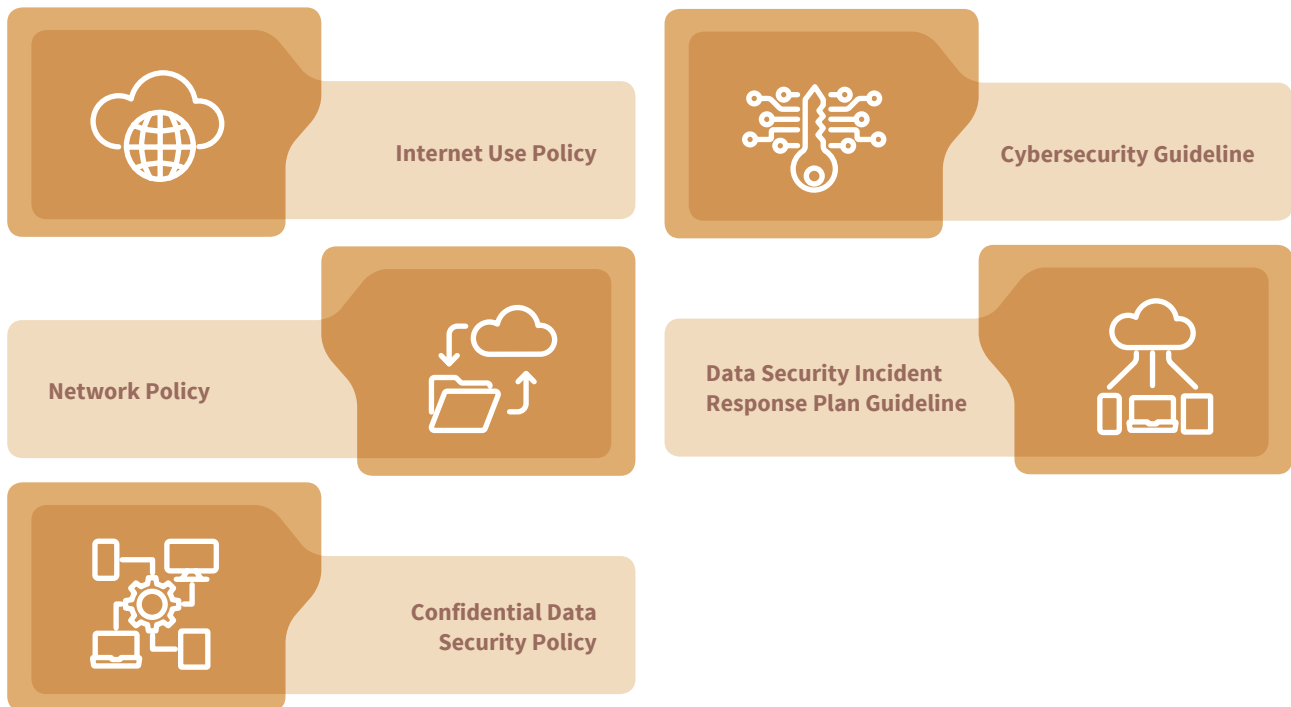 Internet Use Policy
Cybersecurity Guideline
Network Policy
Data Security Incident
Response Plan Guideline
Confidential Data
Security Policy